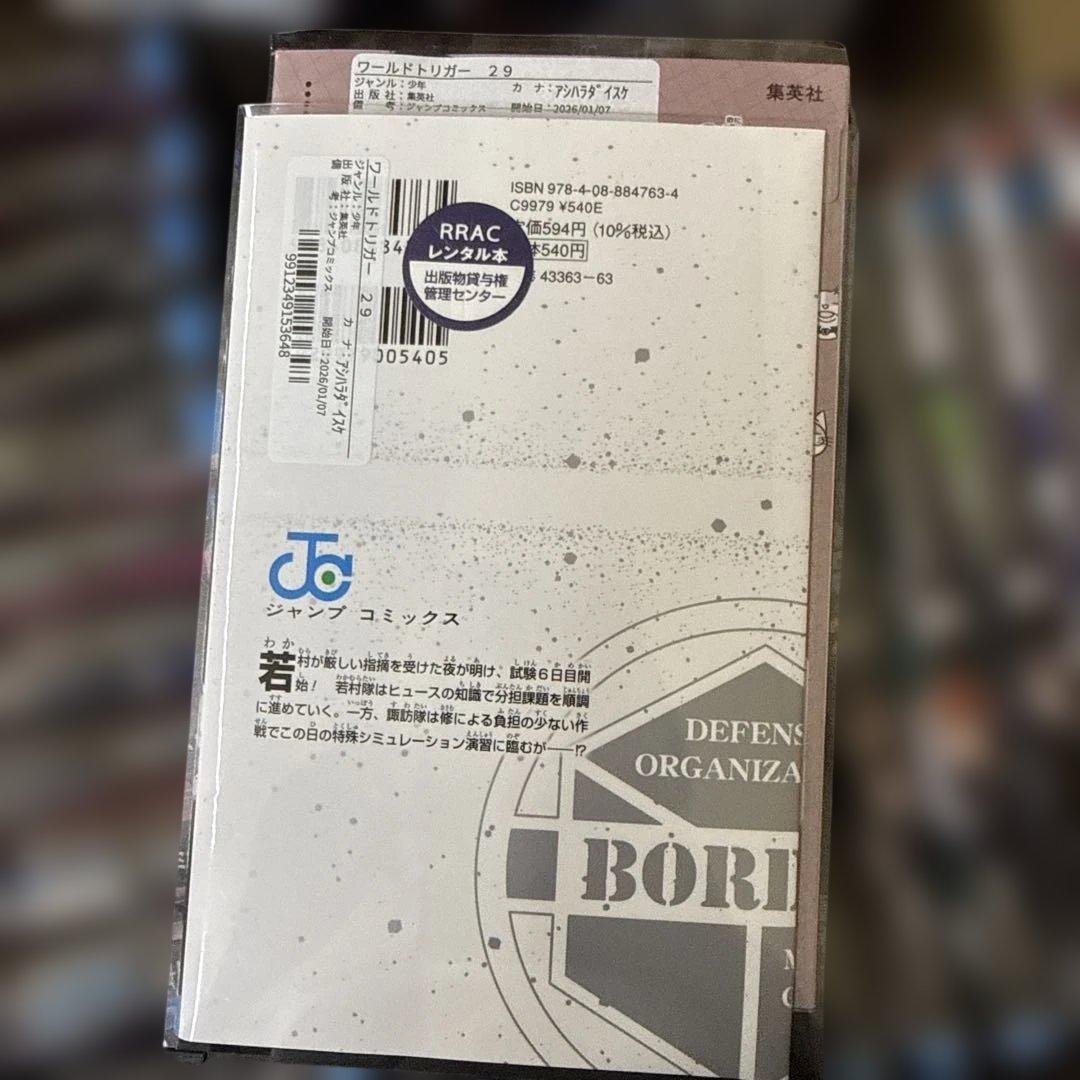 ワールドトリガー 29
ジャンル：少年
カ ナ：アシハラダイスケ
出版社：集英社
備 考：ジャンプコミックス
開始日：2026/01/07
集英社
ISBN 978-4-08-884763-4
C9979 ¥540E
価594円（10%税込）
本540円
43363-63
RRAC
レンタル本
出版物貸与権
管理センター
005405
ワールドトリガー 29
ジャンル：少年
カ ナ：アシハラダイスケ
出版社：集英社
備 考：ジャンプコミックス
開始日：2026/01/07
9912349153648
JC
ジャンプ コミックス
若村が厳しい指摘を受けた夜が明け、試験6日目開
始！ 若村隊はヒュースの知識で分担課題を順調
に進めていく。一方、諏訪隊は修による負担の少ない作
戦でこの日の特殊シミュレーション演習に臨むが――!?
DEFENS
ORGANIZA
BOR